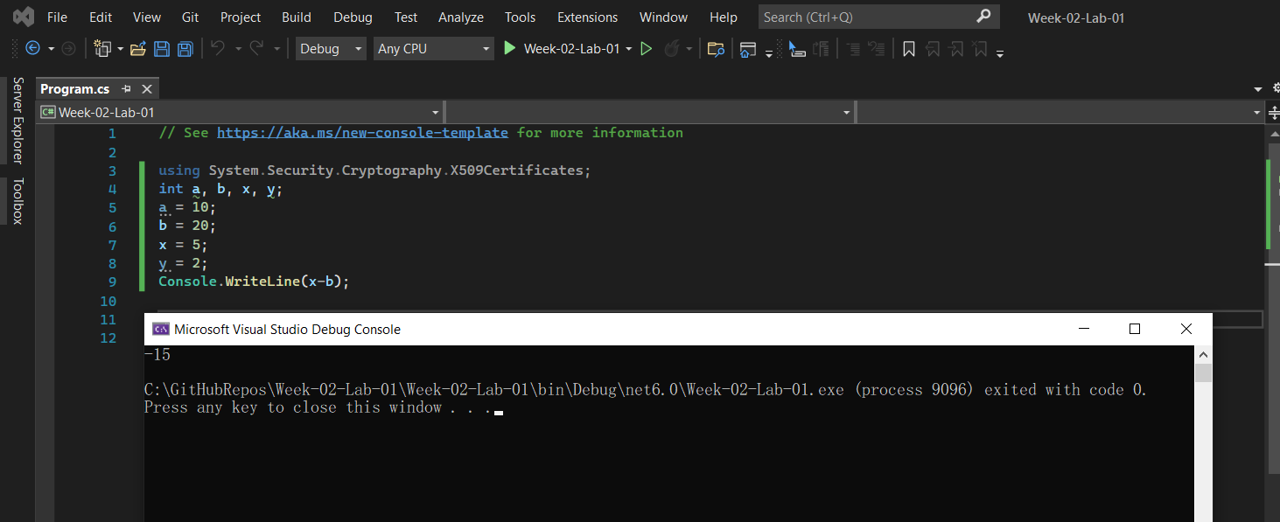 File Edit View Git Project Build Debug Test Analyze Tools Extensions Window Help Search (Ctrl+Q) Week-02-Lab-01
Debug Any CPU Week-02-Lab-01
Server Explorer
Toolbox
Program.cs
C# Week-02-Lab-01
1 // See https://aka.ms/new-console-template for more information
2
3 using System.Security.Cryptography.X509Certificates;
4 int a, b, x, y;
5 a = 10;
6 b = 20;
7 x = 5;
8 y = 2;
9 Console.WriteLine(x-b);
10
11
12
C:\ Microsoft Visual Studio Debug Console
-15
C:\GitHubRepos\Week-02-Lab-01\Week-02-Lab-01\bin\Debug\net6.0\Week-02-Lab-01.exe (process 9096) exited with code 0.
Press any key to close this window . . .